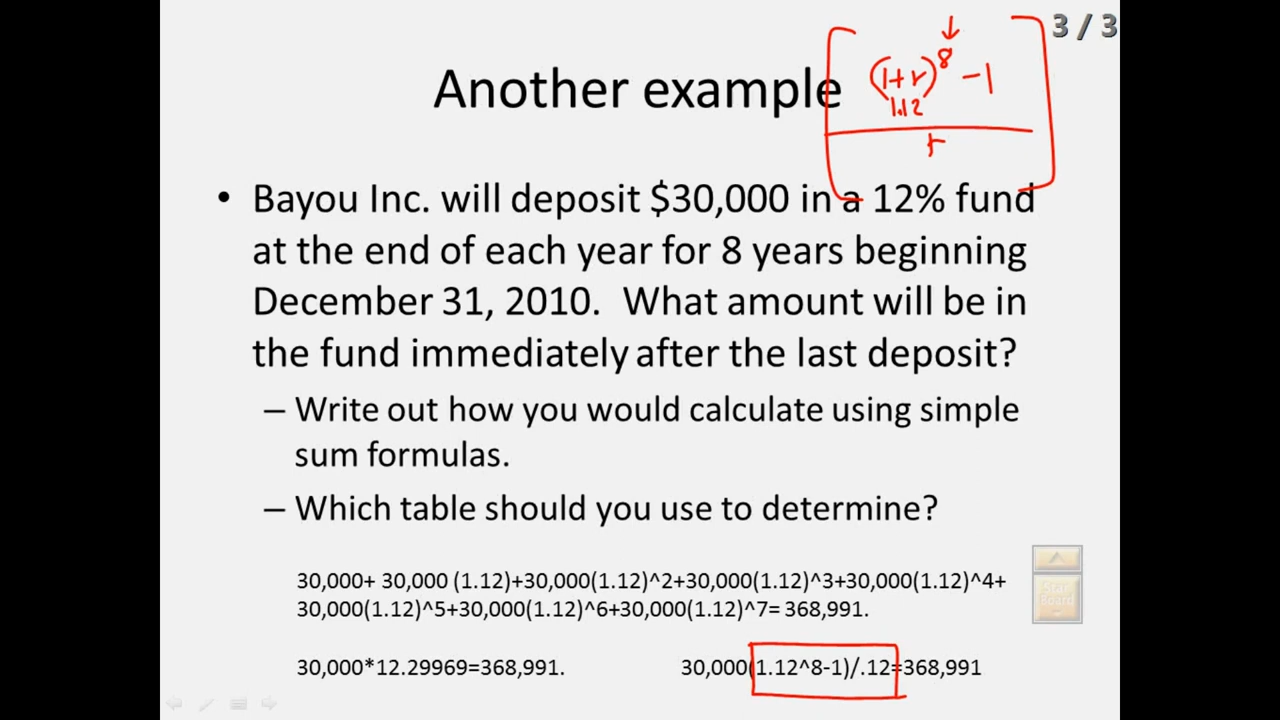 3 / 3
(1+r)^8 -1
1.12
r
Another example
• Bayou Inc. will deposit $30,000 in a 12% fund
at the end of each year for 8 years beginning
December 31, 2010. What amount will be in
the fund immediately after the last deposit?
– Write out how you would calculate using simple
sum formulas.
– Which table should you use to determine?
30,000+ 30,000 (1.12)+30,000(1.12)^2+30,000(1.12)^3+30,000(1.12)^4+
30,000(1.12)^5+30,000(1.12)^6+30,000(1.12)^7= 368,991.
30,000*12.29969=368,991.
30,000(1.12^8-1)/.12=368,991